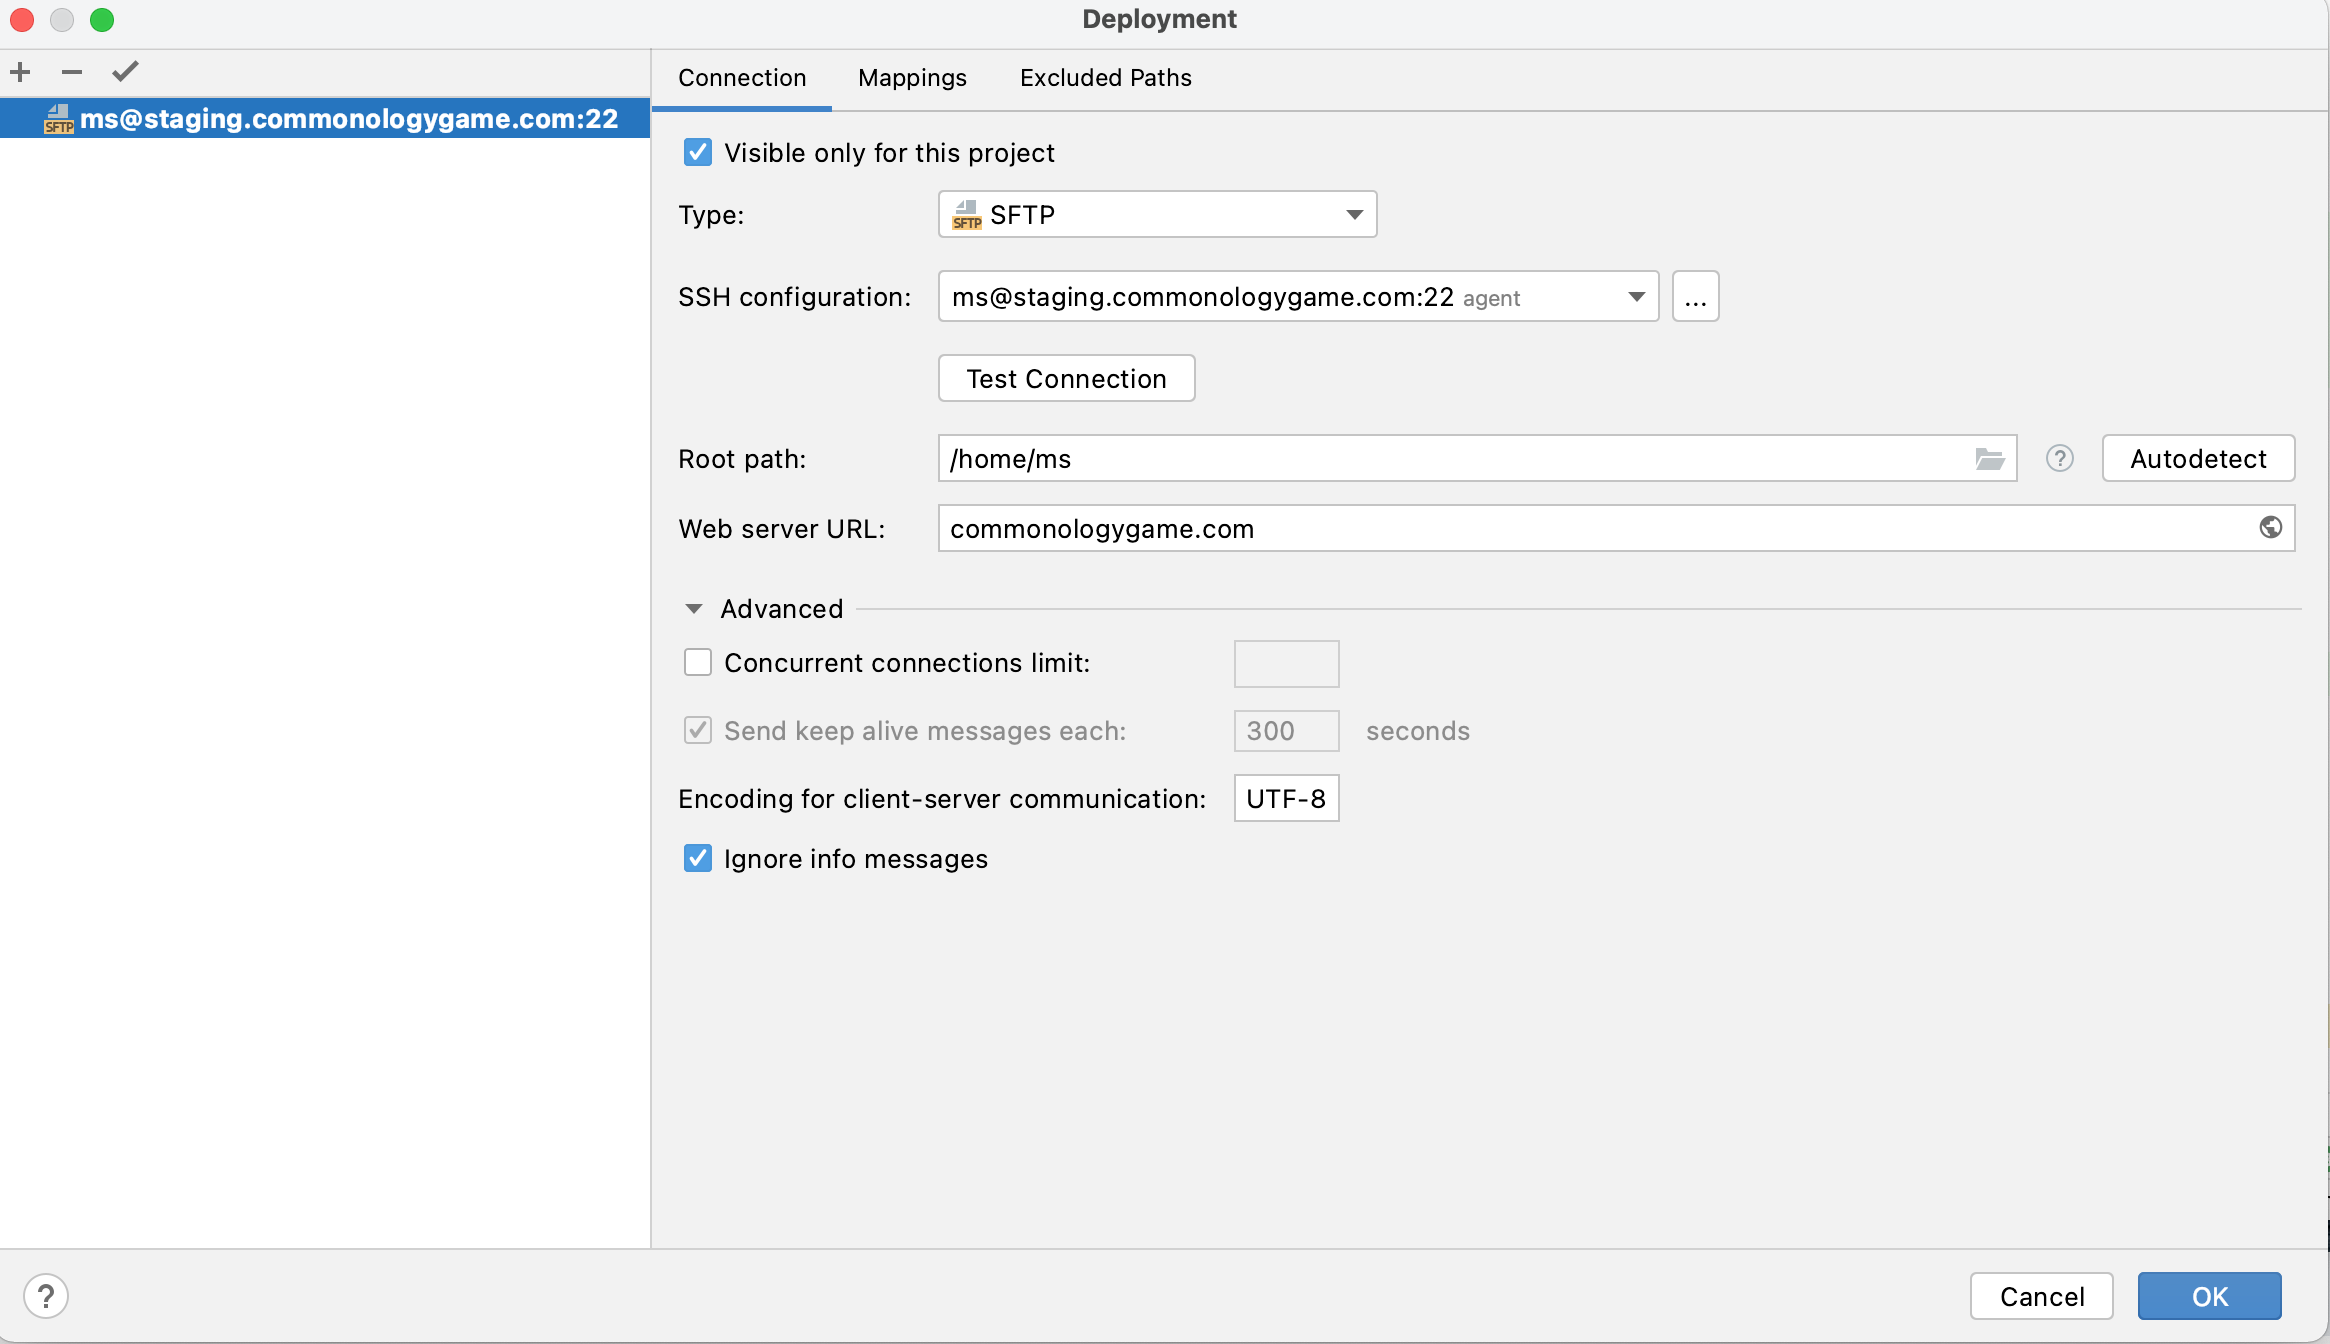 Deployment
SFTP ms@staging.commonologygame.com:22
Connection Mappings Excluded Paths
Visible only for this project
Type: SFTP SFTP
SSH configuration: ms@staging.commonologygame.com:22 agent ...
Test Connection
Root path: /home/ms ? Autodetect
Web server URL: commonologygame.com
Advanced
Concurrent connections limit:
Send keep alive messages each: 300 seconds
Encoding for client-server communication: UTF-8
Ignore info messages
? Cancel OK